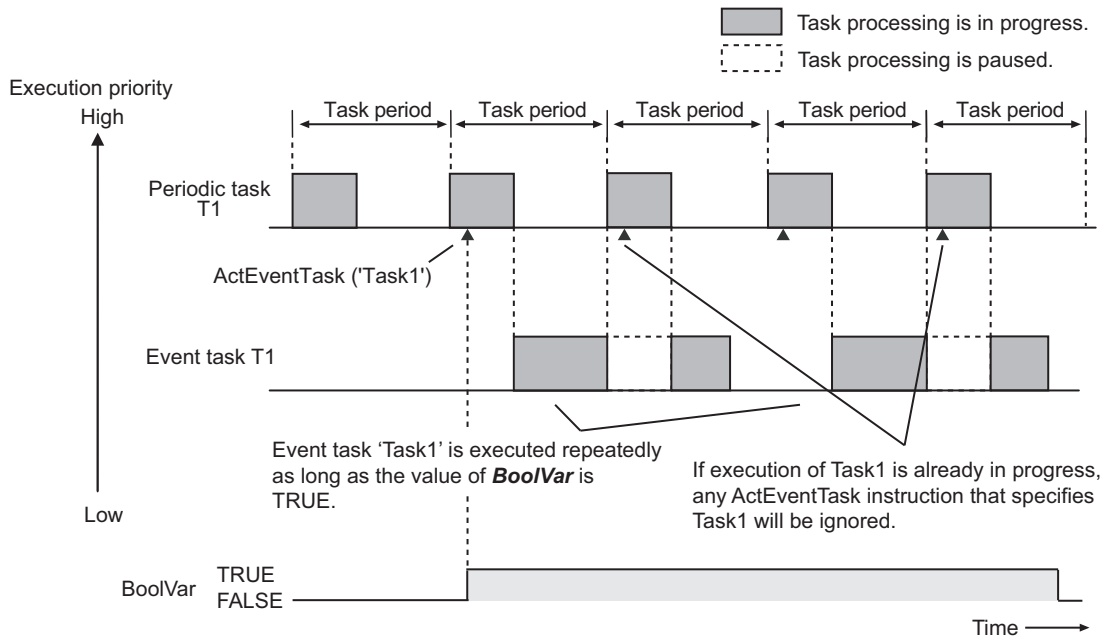 Task processing is in progress.
Task processing is paused.
Execution priority
High
Task period
Task period
Task period
Task period
Task period
Periodic task
T1
ActEventTask ('Task1')
Event task T1
Event task ‘Task1’ is executed repeatedly
as long as the value of BoolVar is
TRUE.
If execution of Task1 is already in progress,
any ActEventTask instruction that specifies
Task1 will be ignored.
Low
BoolVar
TRUE
FALSE
Time